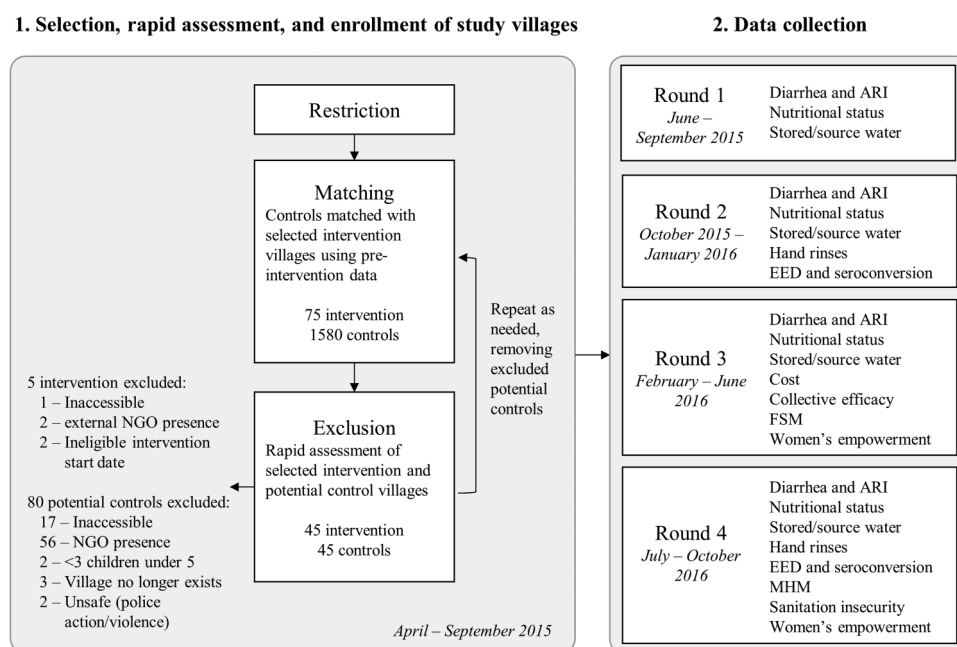 1. Selection, rapid assessment, and enrollment of study villages
Restriction
Matching
Controls matched with
selected intervention
villages using pre-
intervention data
75 intervention
1580 controls
Repeat as
needed,
removing
excluded
potential
controls
5 intervention excluded:
1 – Inaccessible
2 – external NGO presence
2 – Ineligible intervention
start date
Exclusion
Rapid assessment of
selected intervention and
potential control villages
45 intervention
45 controls
80 potential controls excluded:
17 – Inaccessible
56 – NGO presence
2 – <3 children under 5
3 – Village no longer exists
2 – Unsafe (police
action/violence)
April – September 2015
2. Data collection
Round 1
June –
September 2015
Diarrhea and ARI
Nutritional status
Stored/source water
Round 2
October 2015 –
January 2016
Diarrhea and ARI
Nutritional status
Stored/source water
Hand rinses
EED and seroconversion
Round 3
February – June
2016
Diarrhea and ARI
Nutritional status
Stored/source water
Cost
Collective efficacy
FSM
Women's empowerment
Round 4
July – October
2016
Diarrhea and ARI
Nutritional status
Stored/source water
Hand rinses
EED and seroconversion
MHM
Sanitation insecurity
Women's empowerment